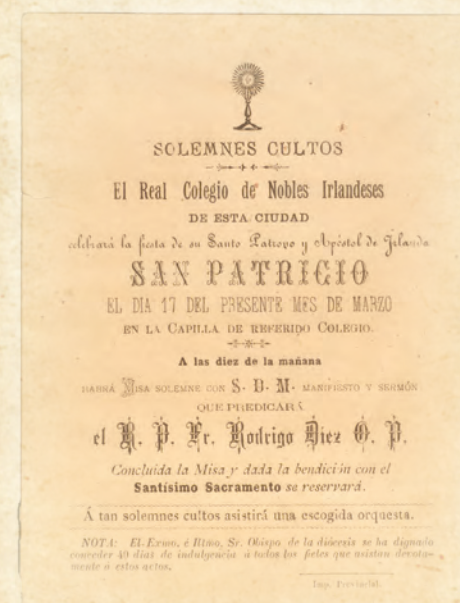 SOLEMNES CULTOS
El Real Colegio de Nobles Irlandeses
DE ESTA CIUDAD
celebrará la fiesta de su Santo Patrono y Apóstol de Irlanda
SAN PATRICIO
EL DIA 17 DEL PRESENTE MES DE MARZO
EN LA CAPILLA DE REFERIDO COLEGIO.
A las diez de la mañana
HABRÁ MISA SOLEMNE CON S. D. M. MANIFIESTO Y SERMÓN
QUE PREDICARÁ
el R. P. Fr. Rodrigo Diez O. P.
Concluida la Misa y dada la bendición con el
Santísimo Sacramento se reservará.
Á tan solemnes cultos asistirá una escogida orquesta.
NOTA: El Exmo. é Rímo, Sr. Obispo de la diócesis se ha dignado
conceder 40 dias de indulgencia á todos los fieles que asistan devota-
mente á estos actos.
Imp. Provincial.